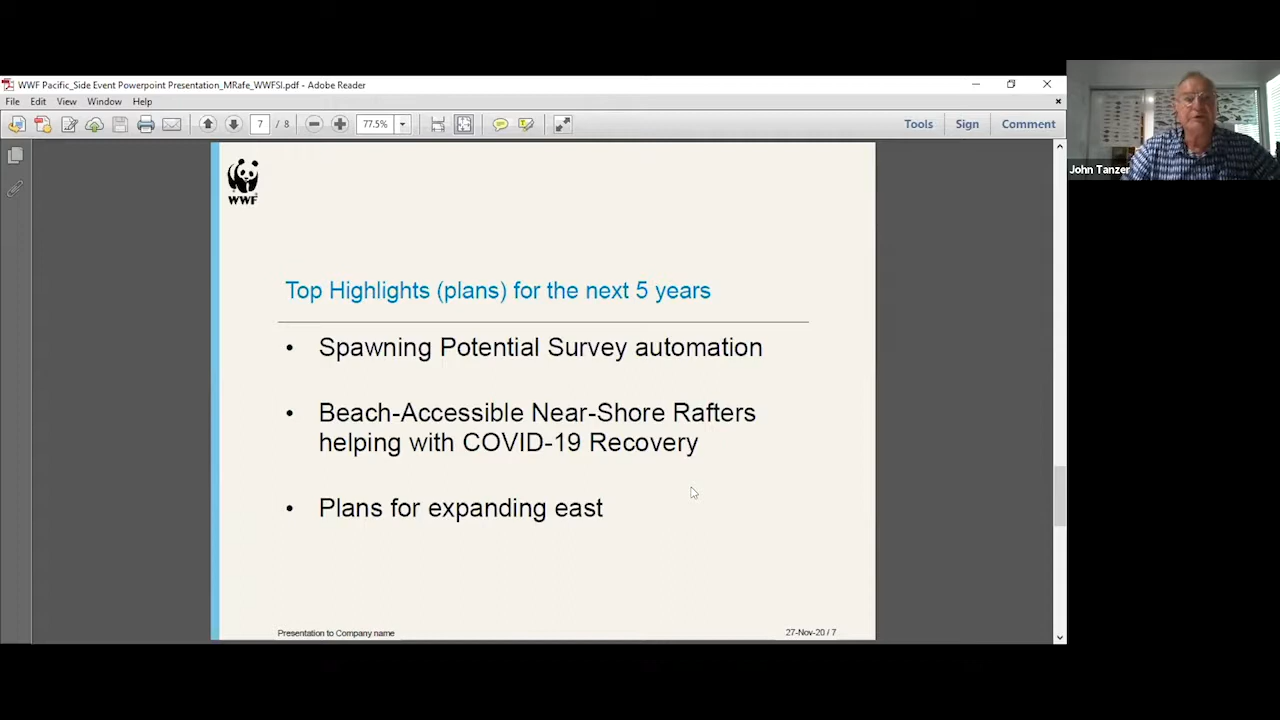 WWF Pacific_Side Event Powerpoint Presentation_MRafe_WWFSI.pdf - Adobe Reader
File Edit View Window Help
7 / 8 77.5% Tools Sign Comment
John Tanzer
WWF
Top Highlights (plans) for the next 5 years
• Spawning Potential Survey automation
• Beach-Accessible Near-Shore Rafters
helping with COVID-19 Recovery
• Plans for expanding east
Presentation to Company name 27-Nov-20 / 7